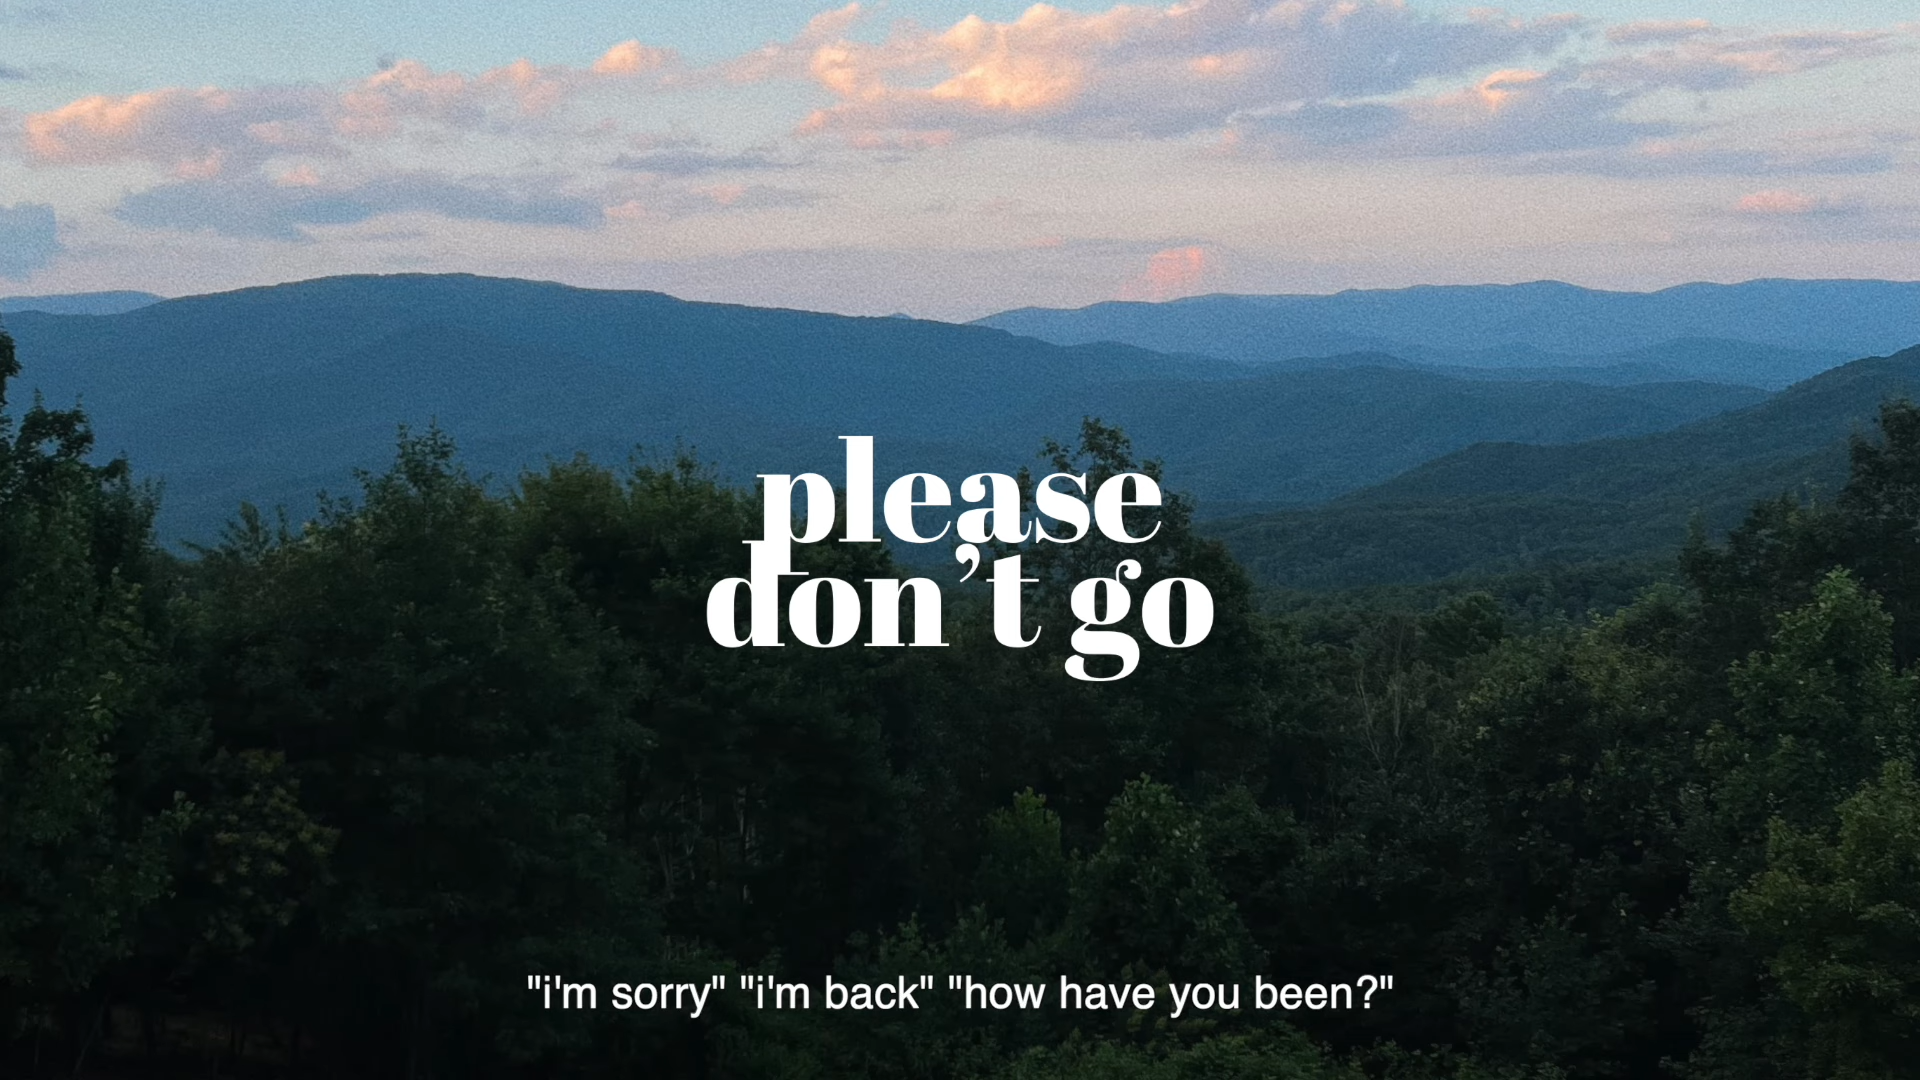 please
don’t go
"i'm sorry" "i'm back" "how have you been?"